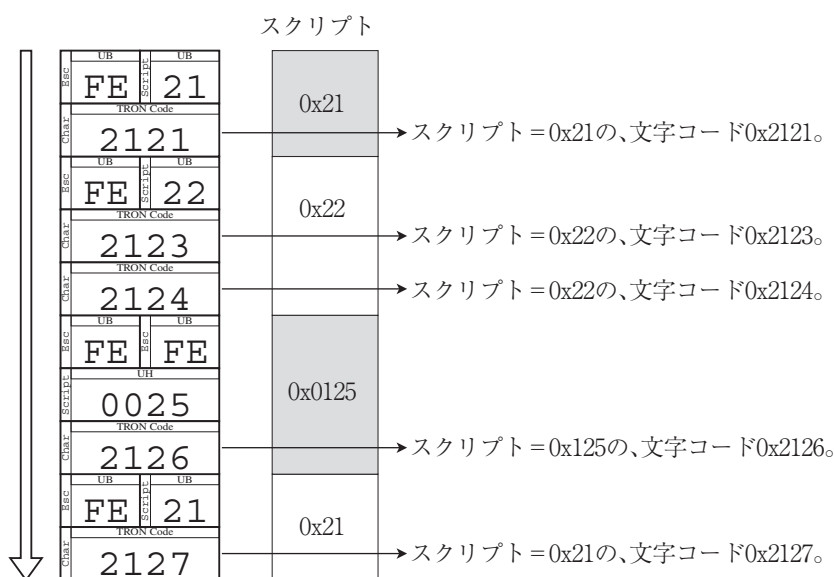 スクリプト
Esc UB Script UB
FE 21
0x21
Char TRON Code
2121 スクリプト=0x21の、文字コード0x2121。
Esc UB Script UB
FE 22
0x22
Char TRON Code
2123 スクリプト=0x22の、文字コード0x2123。
Char TRON Code
2124 スクリプト=0x22の、文字コード0x2124。
Esc UB Esc UB
FE FE
Script UH
0025
0x0125
Char TRON Code
2126 スクリプト=0x125の、文字コード0x2126。
Esc UB Script UB
FE 21
0x21
Char TRON Code
2127 スクリプト=0x21の、文字コード0x2127。